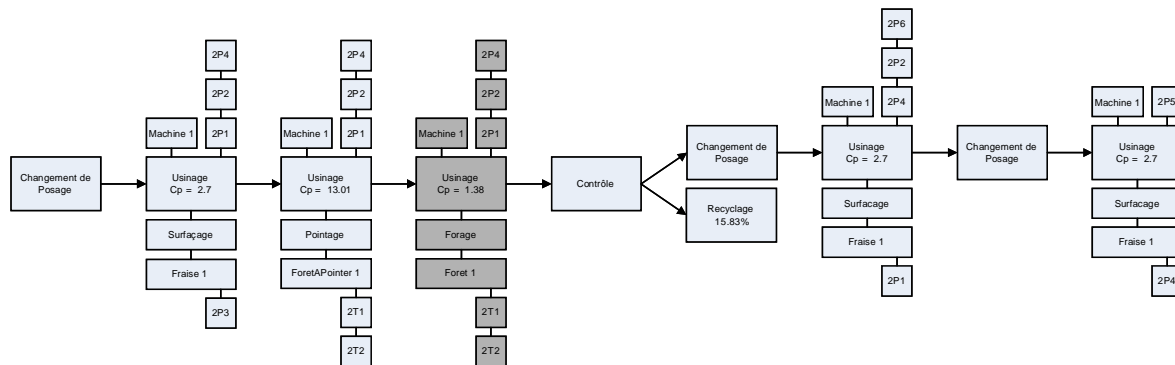 Changement de
Posage
2P4
2P2
Machine 1
2P1
Usinage
Cp = 2.7
Surfaçage
Fraise 1
2P3
2P4
2P2
Machine 1
2P1
Usinage
Cp = 13.01
Pointage
ForetAPointer 1
2T1
2T2
2P4
2P2
Machine 1
2P1
Usinage
Cp = 1.38
Forage
Foret 1
2T1
2T2
Contrôle
Changement de
Posage
Recyclage
15.83%
2P6
2P2
Machine 1
2P4
Usinage
Cp = 2.7
Surfacage
Fraise 1
2P1
Changement de
Posage
Machine 1
2P5
Usinage
Cp = 2.7
Surfacage
Fraise 1
2P4